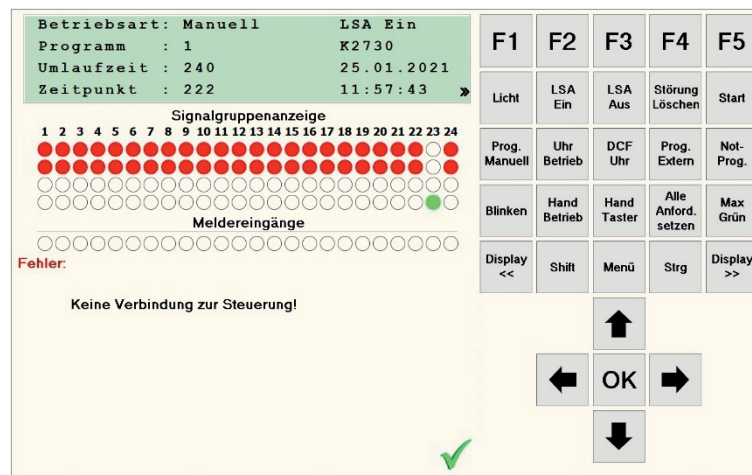 Betriebsart: Manuell LSA Ein
Programm : 1 K2730
Umlaufzeit : 240 25.01.2021
Zeitpunkt : 222 11:57:43 »
Signalgruppenanzeige
1 2 3 4 5 6 7 8 9 10 11 12 13 14 15 16 17 18 19 20 21 22 23 24
Meldereingänge
Fehler:
Keine Verbindung zur Steuerung!
F1 F2 F3 F4 F5
Licht
LSA
Ein
LSA
Aus
Störung
Löschen
Start
Prog.
Manuell
Uhr
Betrieb
DCF
Uhr
Prog.
Extern
Not-
Prog.
Blinken
Hand
Betrieb
Hand
Taster
Alle
Anford.
setzen
Max
Grün
Display
<<
Shift
Menü
Strg
Display
>>
OK